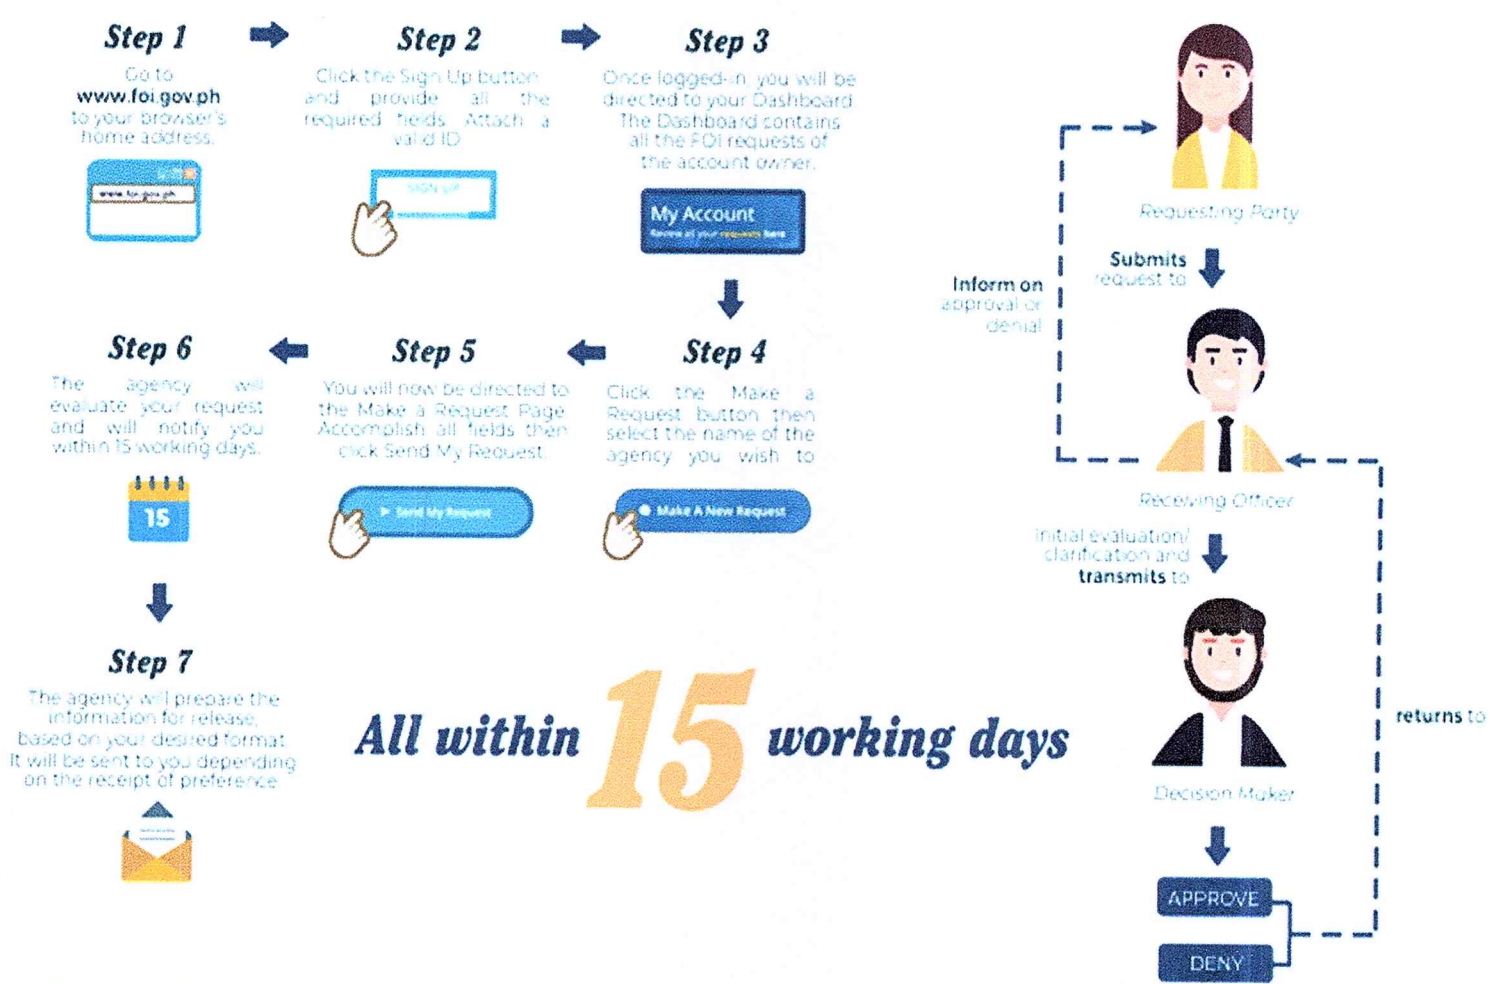 Step 1
Go to
www.foi.gov.ph
to your browser's
home address.
www.foi.gov.ph
Step 2
Click the Sign Up button
and provide all the
required fields. Attach a
valid ID
SIGN UP
Step 3
Once logged-in, you will be
directed to your Dashboard.
The Dashboard contains
all the FOI requests of
the account owner.
My Account
Review all your requests here
Step 4
Click the Make a
Request button then
select the name of the
agency you wish to
Make A New Request
Step 5
You will now be directed to
the Make a Request Page.
Accomplish all fields then
click Send My Request.
Send My Request
Step 6
The agency will
evaluate your request
and will notify you
within 15 working days.
15
Step 7
The agency will prepare the
information for release,
based on your desired format.
It will be sent to you depending
on the receipt of preference
All within 15 working days
Requesting Party
Submits
request to
Inform on
approval or
denial
Receiving Officer
initial evaluation/
clarification and
transmits to
Decision Maker
returns to
APPROVE
DENY